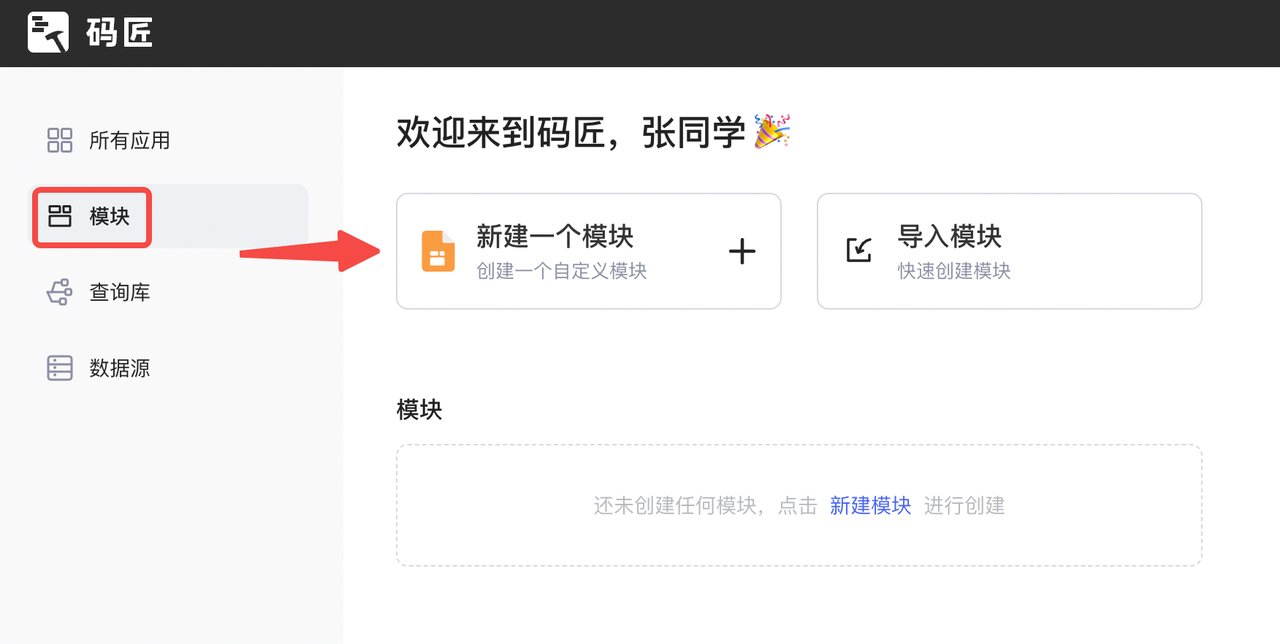 码匠
所有应用
模块
查询库
数据源
欢迎来到码匠，张同学🎉
新建一个模块
创建一个自定义模块
导入模块
快速创建模块
模块
还未创建任何模块，点击 新建模块 进行创建